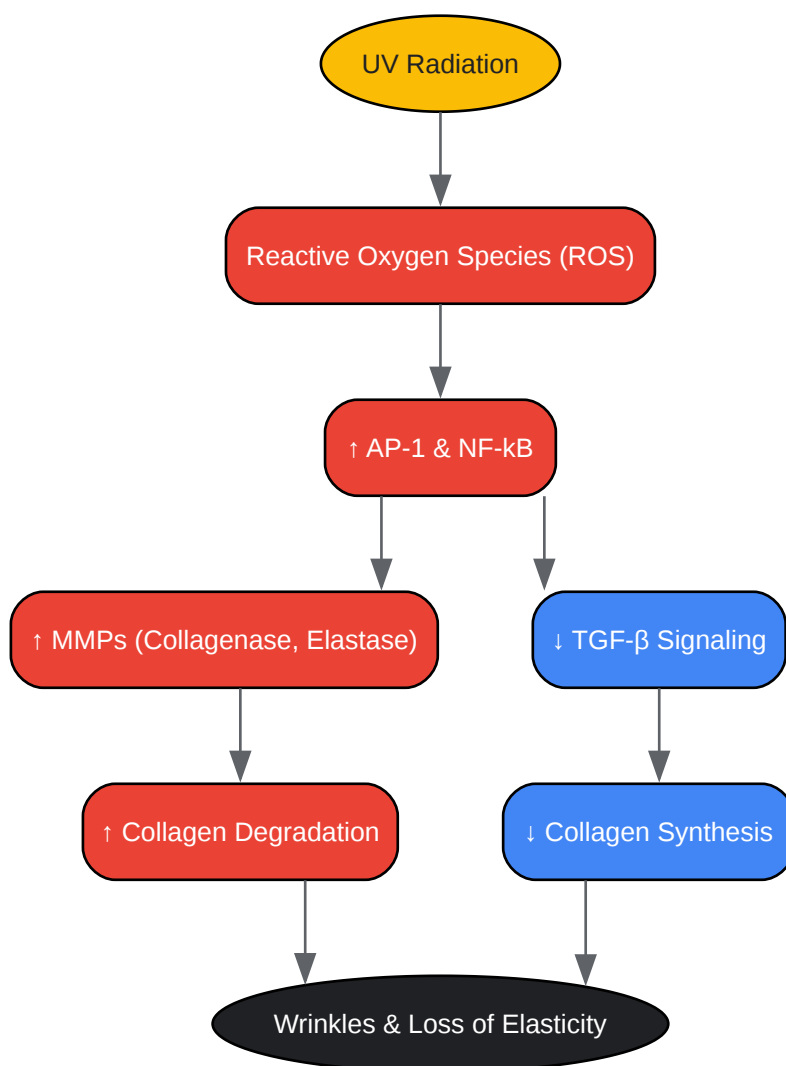 UV Radiation
Reactive Oxygen Species (ROS)
↑ AP-1 & NF-kB
↑ MMPs (Collagenase, Elastase)
↓ TGF-β Signaling
↑ Collagen Degradation
↓ Collagen Synthesis
Wrinkles & Loss of Elasticity